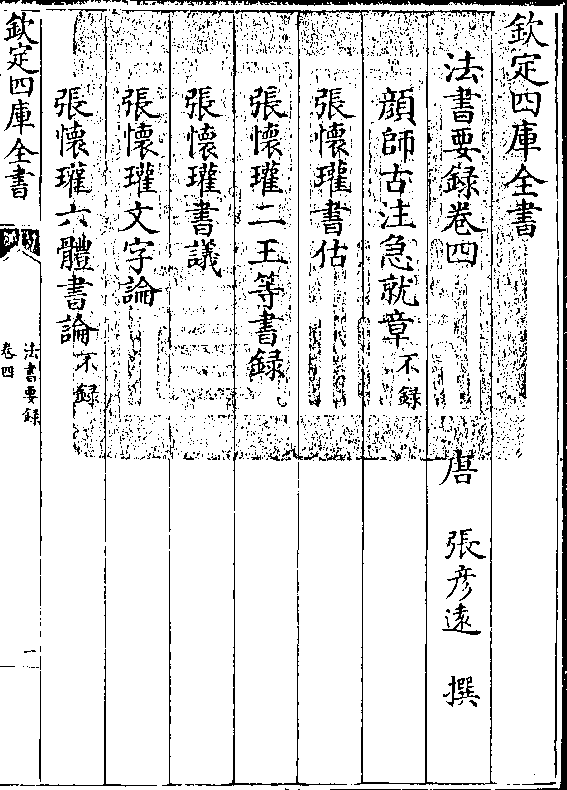 欽定四庫全書
法書要録卷四
唐 張彦遠 撰
顔師古注急就章不録
張懷瓘書估
張懷瓘二王等書録
張懷瓘書議
張懷瓘文字論
張懷瓘六體書論不録
欽定四庫全書
法書要録
卷四
一